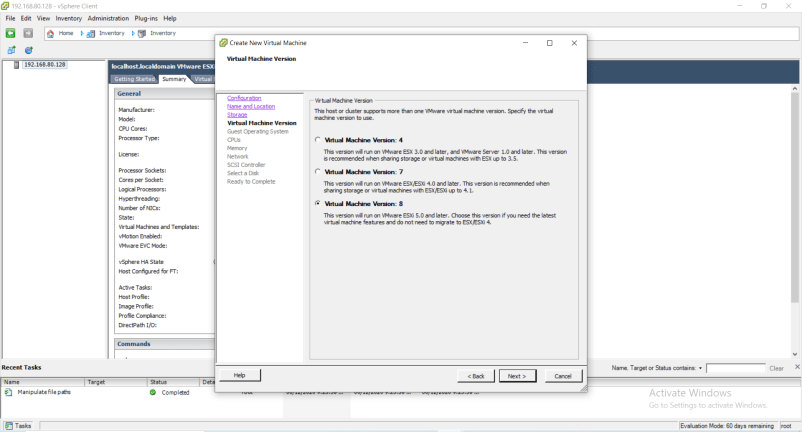 192.168.80.128 - vSphere Client
File Edit View Inventory Administration Plug-ins Help
Home Inventory Inventory
192.168.80.128
localhost.localdomain VMware ESX
Getting Started Summary Virtual
General
Manufacturer:
Model:
CPU Cores:
Processor Type:
License:
Processor Sockets:
Cores per Socket:
Logical Processors:
Hyperthreading:
Number of NICs:
State:
Virtual Machines and Templates:
vMotion Enabled:
VMware EVC Mode:
vSphere HA State
Host Configured for FT:
Active Tasks:
Host Profile:
Image Profile:
Profile Compliance:
DirectPath I/O:
Commands
Create New Virtual Machine
Virtual Machine Version
Configuration
Name and Location
Storage
Virtual Machine Version
Guest Operating System
CPUs
Memory
Network
SCSI Controller
Select a Disk
Ready to Complete
Virtual Machine Version
This host or cluster supports more than one VMware virtual machine version. Specify the virtual
machine version to use.
Virtual Machine Version: 4
This version will run on VMware ESX 3.0 and later, and VMware Server 1.0 and later. This version
is recommended when sharing storage or virtual machines with ESX up to 3.5.
Virtual Machine Version: 7
This version will run on VMware ESX/ESXi 4.0 and later. This version is recommended when
sharing storage or virtual machines with ESX/ESXi up to 4.1.
Virtual Machine Version: 8
This version will run on VMware ESXi 5.0 and later. Choose this version if you need the latest
virtual machine features and do not need to migrate to ESX/ESXi 4.
Help
< Back Next > Cancel
Recent Tasks
Name, Target or Status contains: Clear
Name Target Status Deta
Manipulate file paths Completed
Activate Windows
Go to Settings to activate Windows.
Tasks
Evaluation Mode: 60 days remaining root